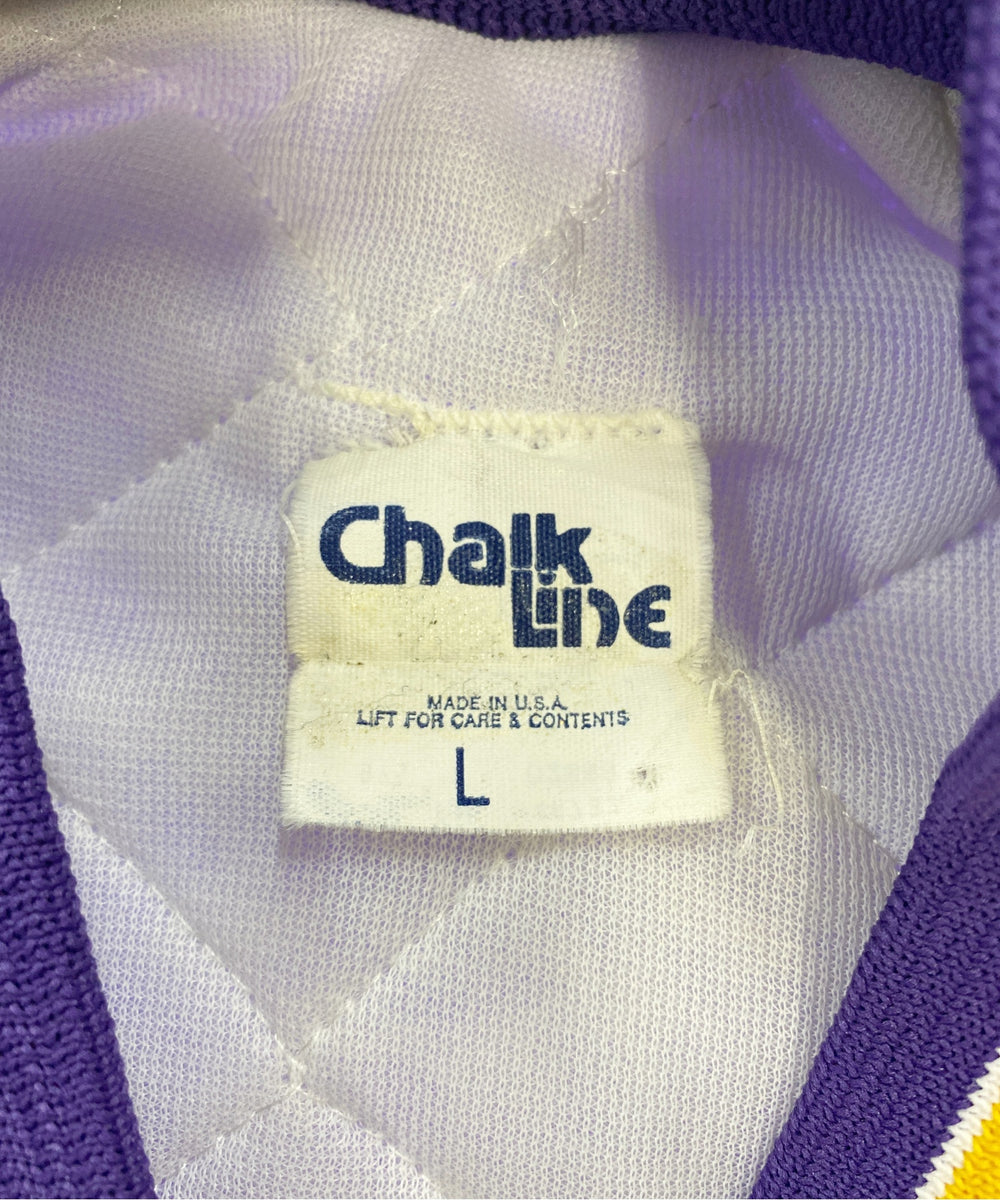 Chalk
Line
MADE IN U.S.A.
LIFT FOR CARE & CONTENTS
L